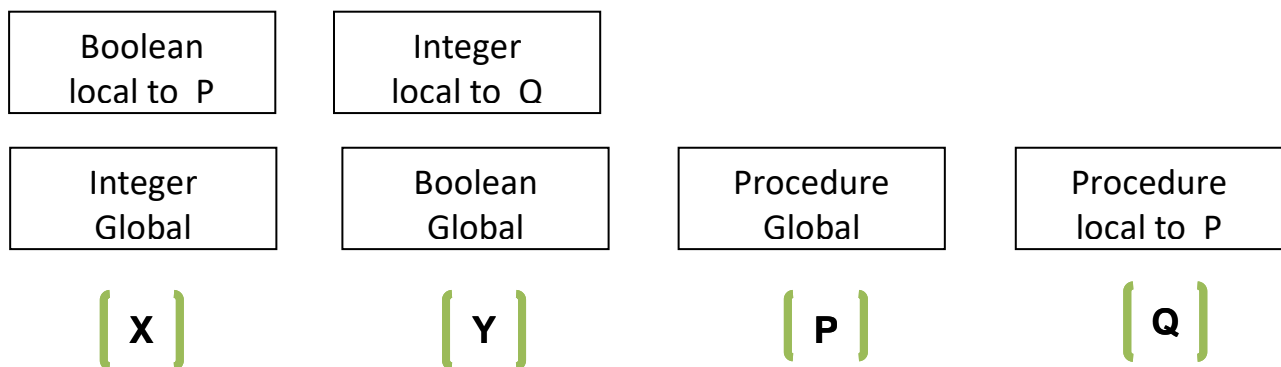 Boolean
local to P
Integer
local to Q
Integer
Global
Boolean
Global
Procedure
Global
Procedure
local to P
X
Y
P
Q